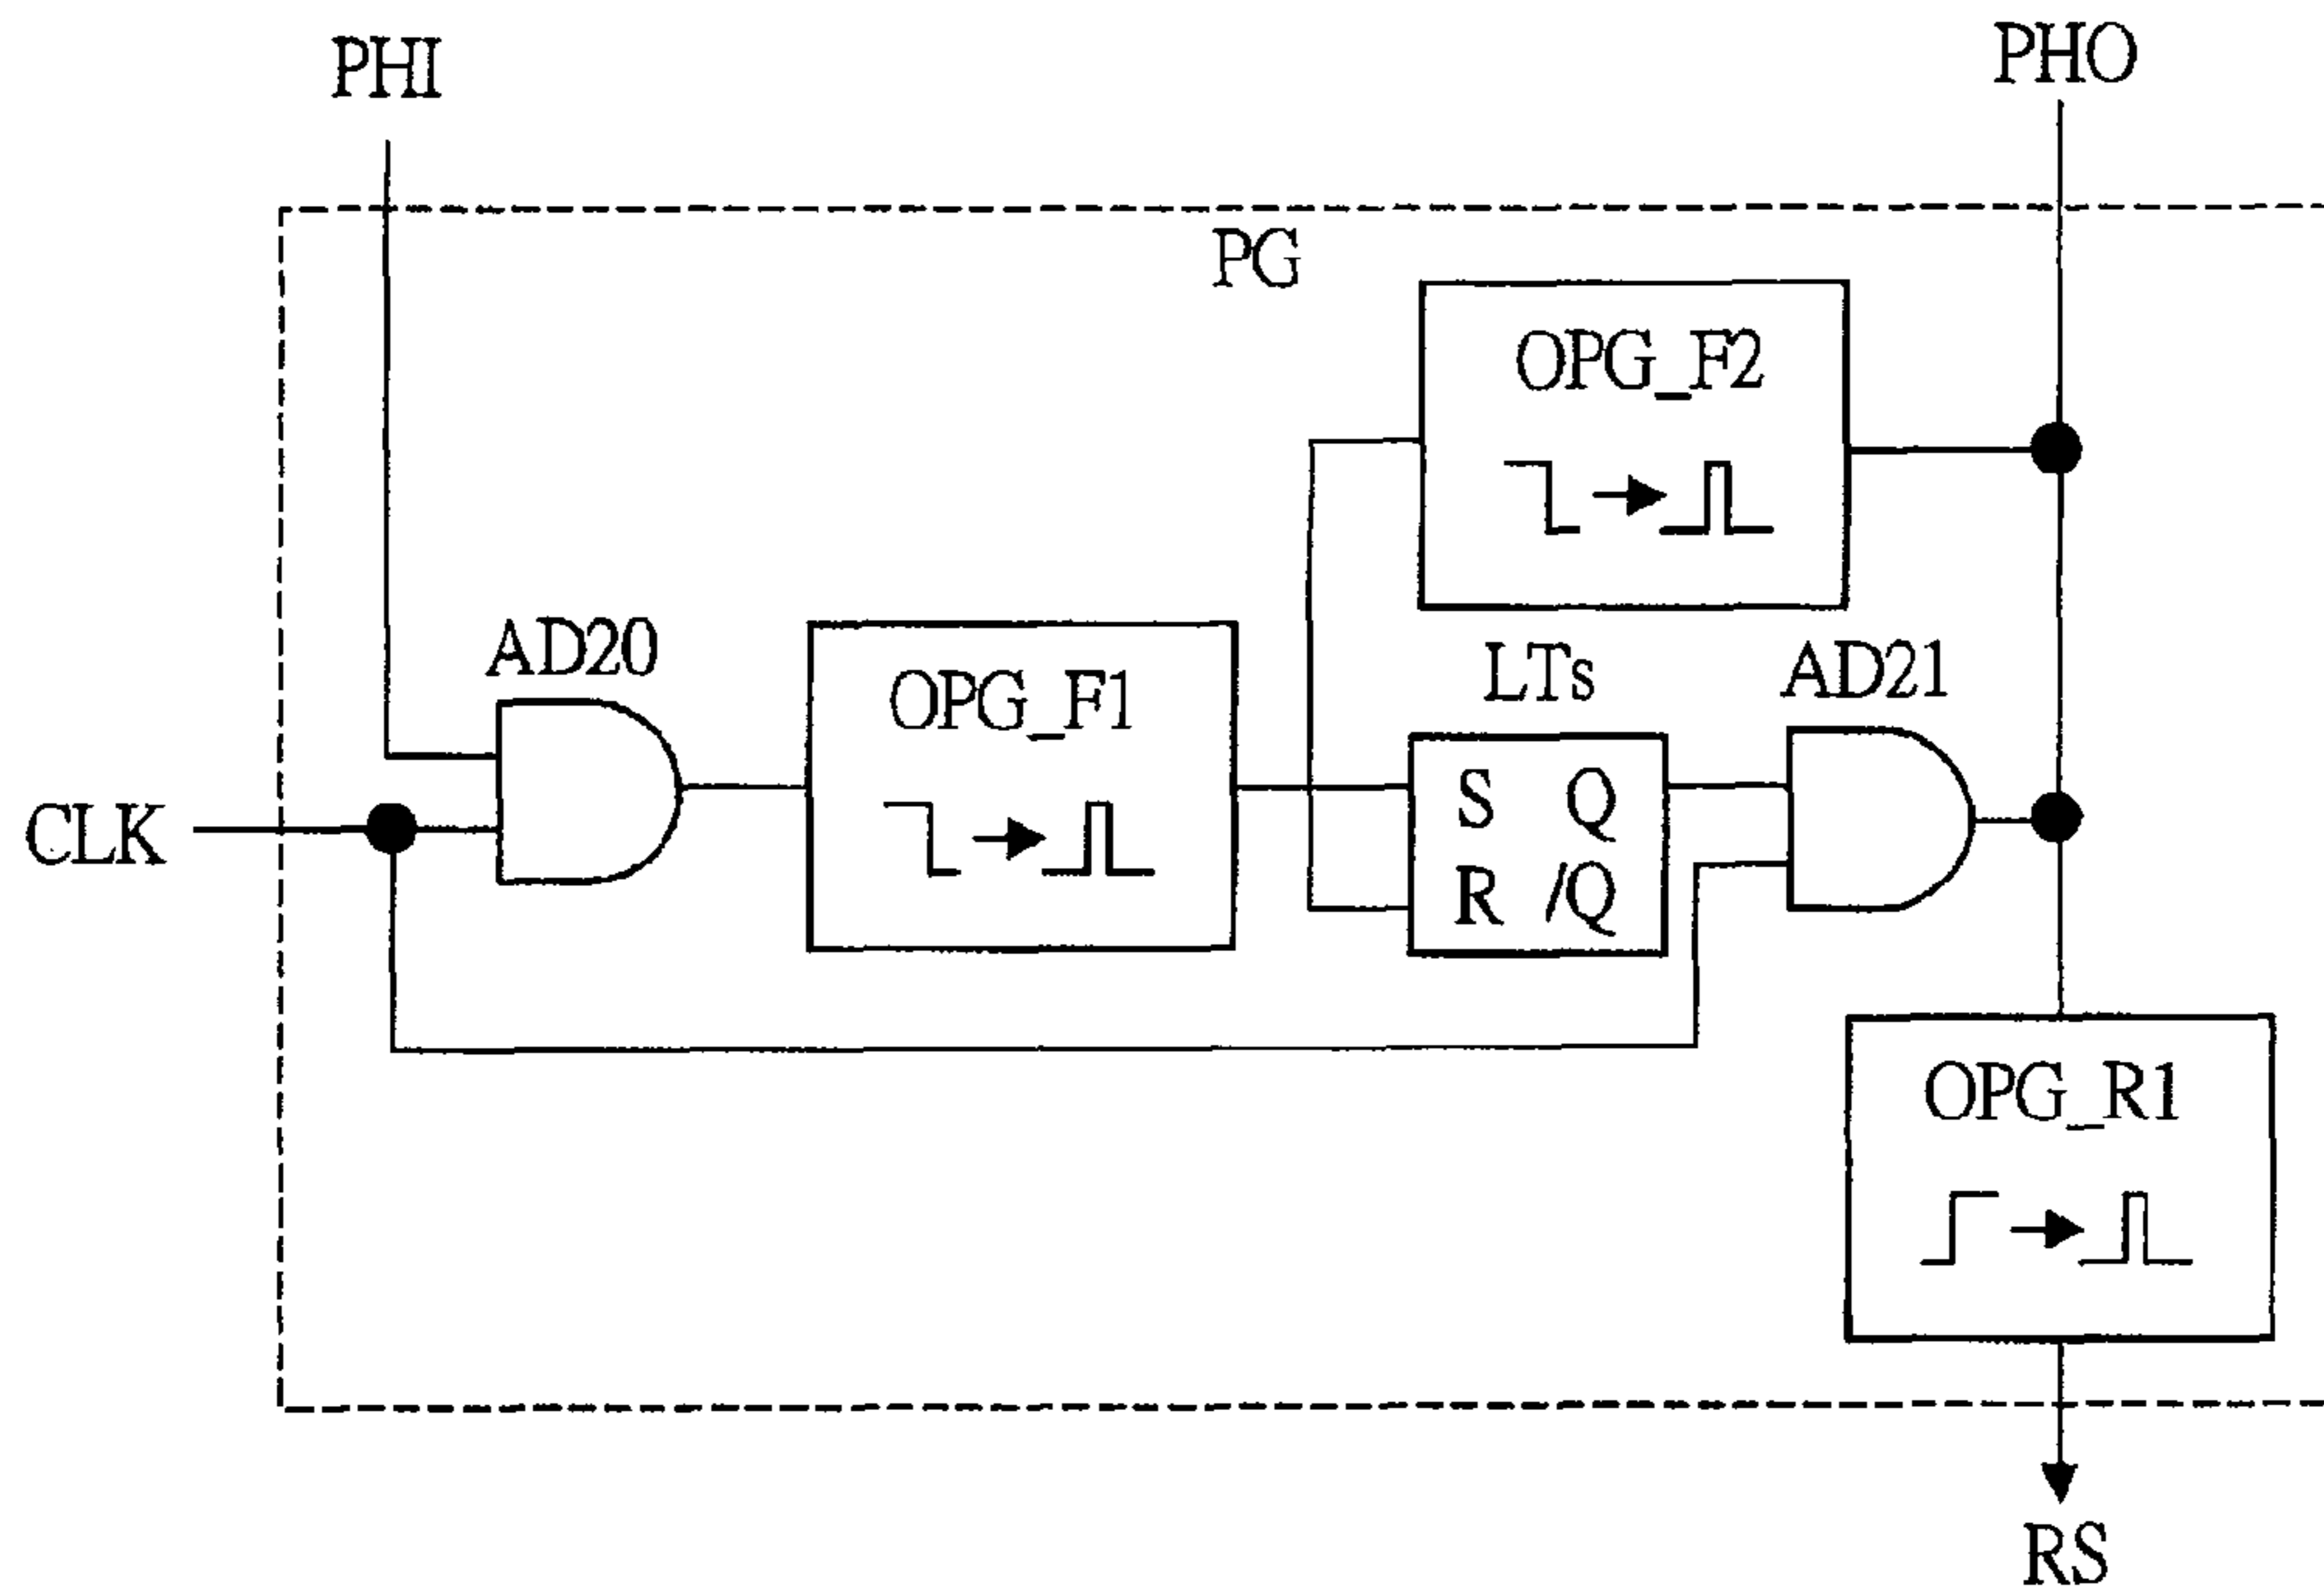 PHI
PHO
PG
OPG_F2
AD20
OPG_F1
LTs
AD21
S Q
R /Q
CLK
OPG_R1
RS